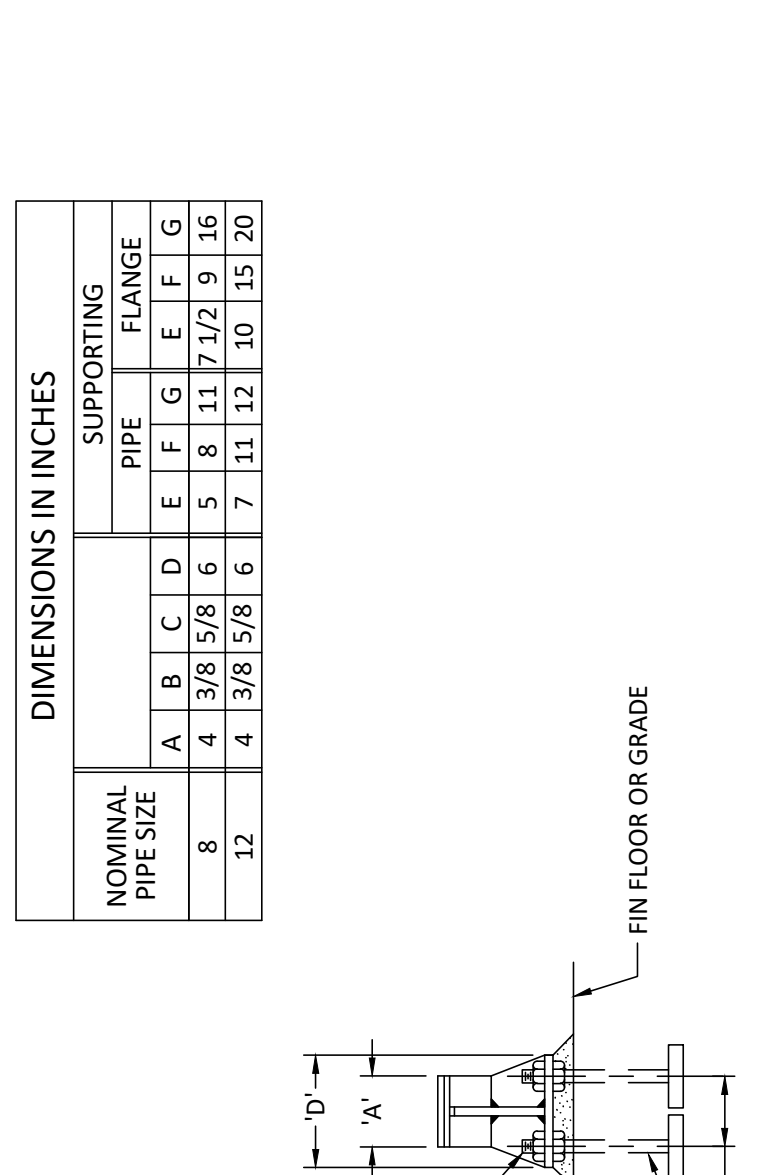 DIMENSIONS IN INCHES
NOMINAL
PIPE SIZE
SUPPORTING
PIPE FLANGE
A B C D E F G E F G
8 4 3/8 5/8 6 5 8 11 7 1/2 9 16
12 4 3/8 5/8 6 7 11 12 10 15 20
'D'
'A'
FIN FLOOR OR GRADE